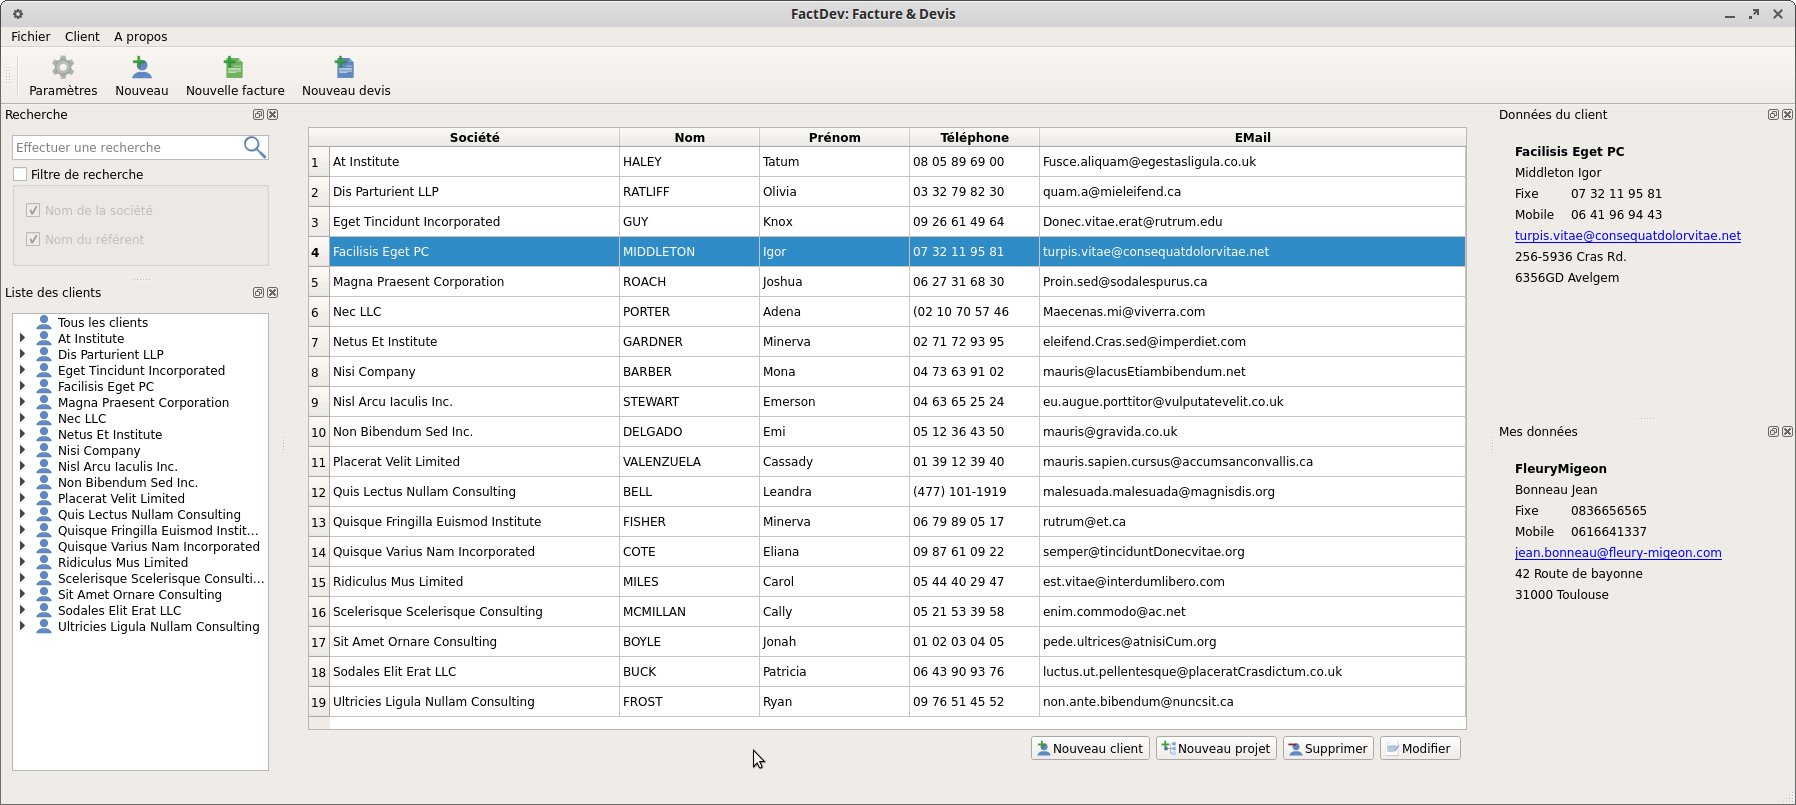 FactDev: Facture & Devis
Fichier Client A propos
Paramètres Nouveau Nouvelle facture Nouveau devis
Recherche
Effectuer une recherche
Filtre de recherche
Nom de la société
Nom du référent
Liste des clients
Tous les clients
At Institute
Dis Parturient LLP
Eget Tincidunt Incorporated
Facilisis Eget PC
Magna Praesent Corporation
Nec LLC
Netus Et Institute
Nisi Company
Nisl Arcu Iaculis Inc.
Non Bibendum Sed Inc.
Placerat Velit Limited
Quis Lectus Nullam Consulting
Quisque Fringilla Euismod Instit...
Quisque Varius Nam Incorporated
Ridiculus Mus Limited
Scelerisque Scelerisque Consulti...
Sit Amet Ornare Consulting
Sodales Elit Erat LLC
Ultricies Ligula Nullam Consulting
Société Nom Prénom Téléphone EMail
1 At Institute HALEY Tatum 08 05 89 69 00 Fusce.aliquam@egestasligula.co.uk
2 Dis Parturient LLP RATLIFF Olivia 03 32 79 82 30 quam.a@mieleifend.ca
3 Eget Tincidunt Incorporated GUY Knox 09 26 61 49 64 Donec.vitae.erat@rutrum.edu
4 Facilisis Eget PC MIDDLETON Igor 07 32 11 95 81 turpis.vitae@consequatdolorvitae.net
5 Magna Praesent Corporation ROACH Joshua 06 27 31 68 30 Proin.sed@sodalespurus.ca
6 Nec LLC PORTER Adena (02 10 70 57 46 Maecenas.mi@viverra.com
7 Netus Et Institute GARDNER Minerva 02 71 72 93 95 eleifend.Cras.sed@imperdiet.com
8 Nisi Company BARBER Mona 04 73 63 91 02 mauris@lacusEtiambibendum.net
9 Nisl Arcu Iaculis Inc. STEWART Emerson 04 63 65 25 24 eu.augue.porttitor@vulputatevelit.co.uk
10 Non Bibendum Sed Inc. DELGADO Emi 05 12 36 43 50 mauris@gravida.co.uk
11 Placerat Velit Limited VALENZUELA Cassady 01 39 12 39 40 mauris.sapien.cursus@accumsanconvallis.ca
12 Quis Lectus Nullam Consulting BELL Leandra (477) 101-1919 malesuada.malesuada@magnisdis.org
13 Quisque Fringilla Euismod Institute FISHER Minerva 06 79 89 05 17 rutrum@et.ca
14 Quisque Varius Nam Incorporated COTE Eliana 09 87 61 09 22 semper@tinciduntDonecvitae.org
15 Ridiculus Mus Limited MILES Carol 05 44 40 29 47 est.vitae@interdumlibero.com
16 Scelerisque Scelerisque Consulting MCMILLAN Cally 05 21 53 39 58 enim.commodo@ac.net
17 Sit Amet Ornare Consulting BOYLE Jonah 01 02 03 04 05 pede.ultrices@atnisiCum.org
18 Sodales Elit Erat LLC BUCK Patricia 06 43 90 93 76 luctus.ut.pellentesque@placeratCrasdictum.co.uk
19 Ultricies Ligula Nullam Consulting FROST Ryan 09 76 51 45 52 non.ante.bibendum@nuncsit.ca
Nouveau client Nouveau projet Supprimer Modifier
Données du client
Facilisis Eget PC
Middleton Igor
Fixe 07 32 11 95 81
Mobile 06 41 96 94 43
turpis.vitae@consequatdolorvitae.net
256-5936 Cras Rd.
6356GD Avelgem
Mes données
FleuryMigeon
Bonneau Jean
Fixe 0836656565
Mobile 0616641337
jean.bonneau@fleury-migeon.com
42 Route de bayonne
31000 Toulouse